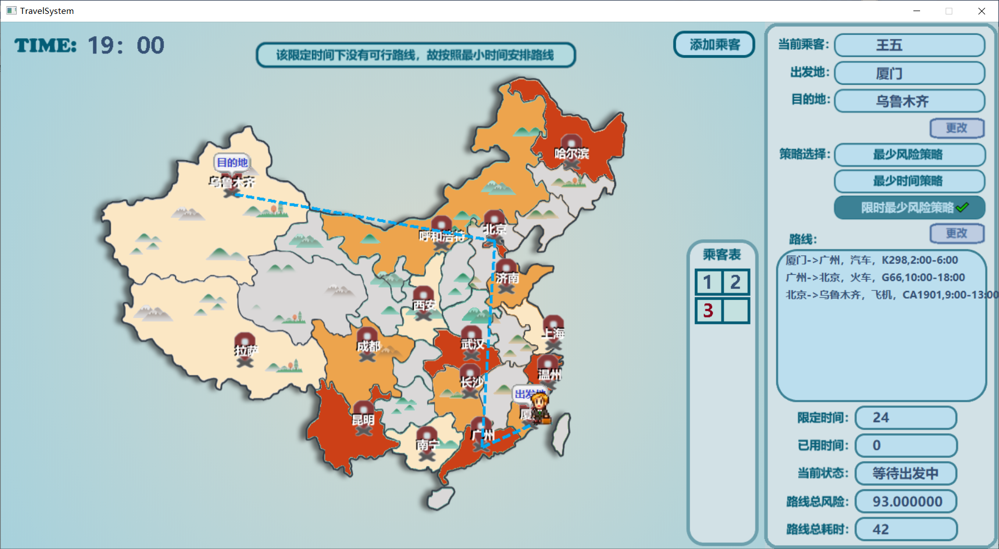 TravelSystem
TIME: 19：00
该限定时间下没有可行路线，故按照最小时间安排路线
添加乘客
当前乘客：王五
出发地：厦门
目的地：乌鲁木齐
更改
策略选择：最少风险策略
最少时间策略
限时最少风险策略
更改
路线：
厦门->广州，汽车，K298,2:00-6:00
广州->北京，火车，G66,10:00-18:00
北京->乌鲁木齐，飞机，CA1901,9:00-13:00
限定时间：24
已用时间：0
当前状态：等待出发中
路线总风险：93.000000
路线总耗时：42
乘客表
1 2
3
哈尔滨
目的地
乌鲁木齐
呼和浩特
北京
济南
西安
上海
成都
武汉
拉萨
温州
长沙
出发地
厦
昆明
广州
南宁